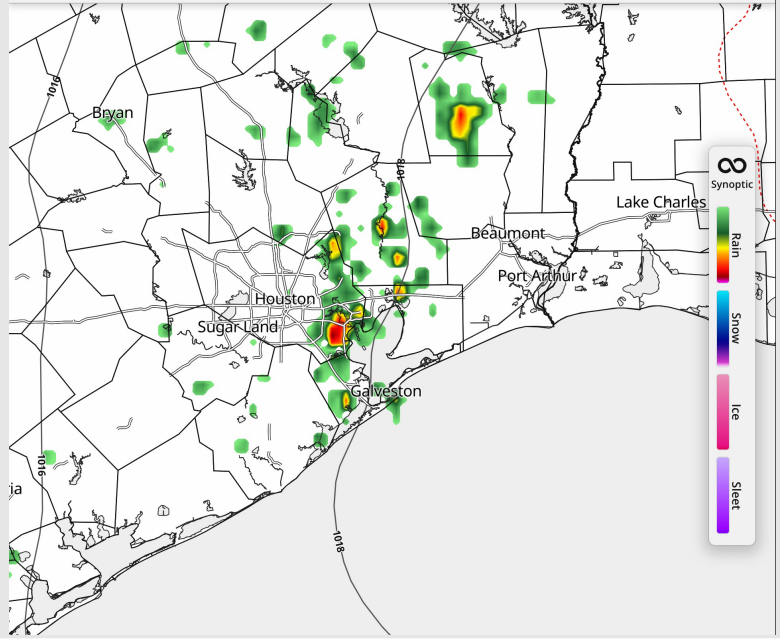 1016
Bryan
1018
Lake Charles
Beaumont
Port Arthur
Houston
Sugar Land
Galveston
1016
ia
1018
Synoptic
Rain
Snow
Ice
Sleet